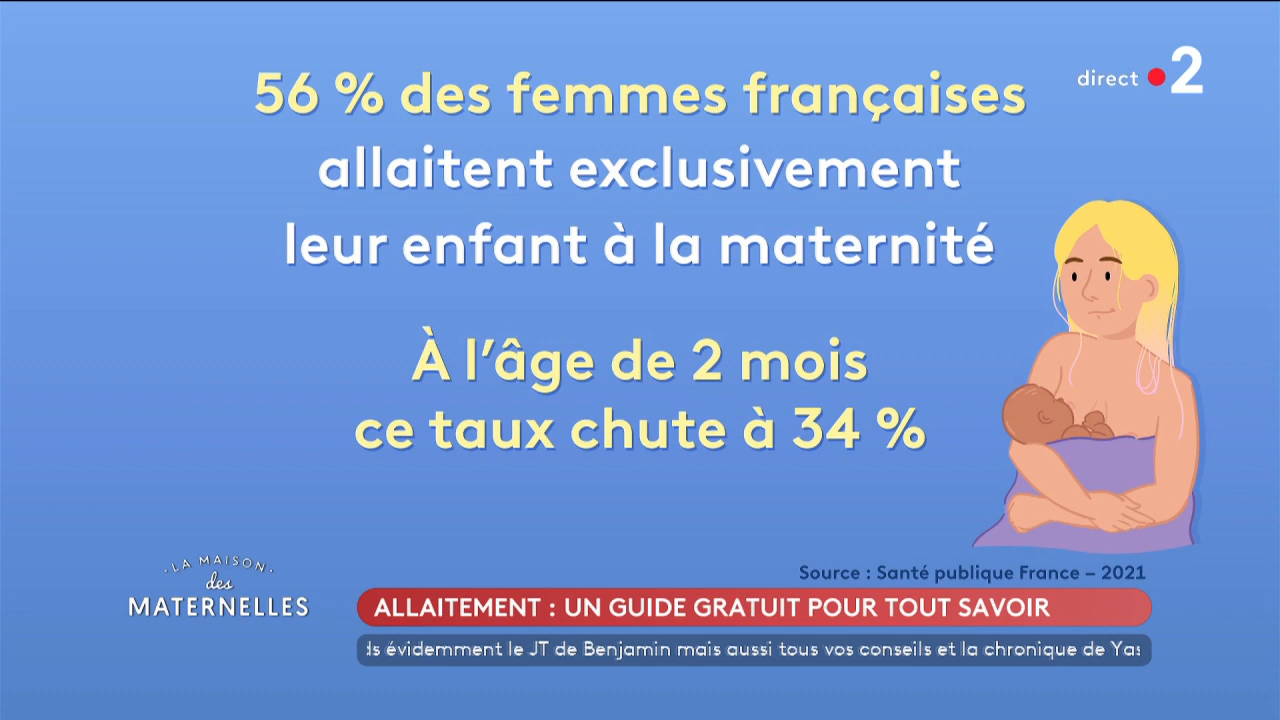 56 % des femmes françaises
direct 2
allaitent exclusivement
leur enfant à la maternité
À l'âge de 2 mois
ce taux chute à 34 %
Source : Santé publique France – 2021
· LA MAISON ·
des
MATERNELLES
ALLAITEMENT : UN GUIDE GRATUIT POUR TOUT SAVOIR
évidemment le JT de Benjamin mais aussi tous vos conseils et la chronique de